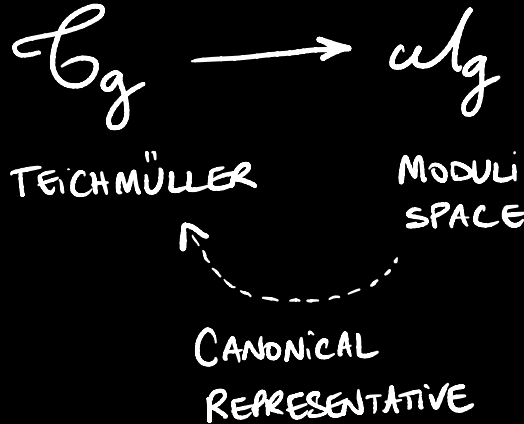 𝒯g → ℳg
TEICHMÜLLER MODULI
SPACE
CANONICAL
REPRESENTATIVE